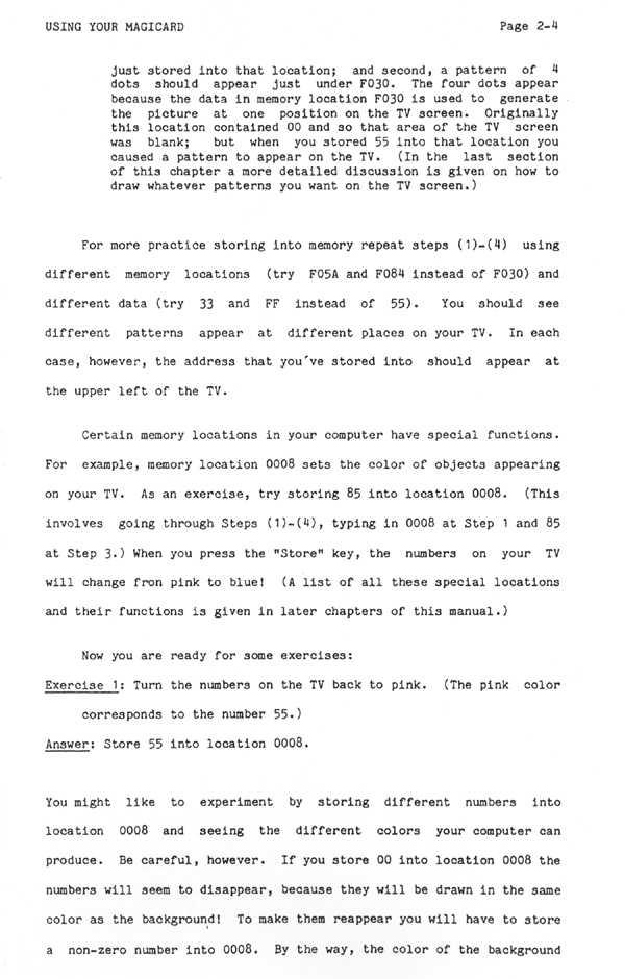 USING YOUR MAGICARD Page 2-4
just stored into that location; and second, a pattern of 4
dots should appear just under F030. The four dots appear
because the data in memory location F030 is used to generate
the picture at one position on the TV screen. Originally
this location contained 00 and so that area of the TV screen
was blank; but when you stored 55 into that location you
caused a pattern to appear on the TV. (In the last section
of this chapter a more detailed discussion is given on how to
draw whatever patterns you want on the TV screen.)
For more practice storing into memory repeat steps (1)-(4) using
different memory locations (try F05A and F084 instead of F030) and
different data (try 33 and FF instead of 55). You should see
different patterns appear at different places on your TV. In each
case, however, the address that you've stored into should appear at
the upper left of the TV.
Certain memory locations in your computer have special functions.
For example, memory location 0008 sets the color of objects appearing
on your TV. As an exercise, try storing 85 into location 0008. (This
involves going through Steps (1)-(4), typing in 0008 at Step 1 and 85
at Step 3.) When you press the "Store" key, the numbers on your TV
will change fron pink to blue! (A list of all these special locations
and their functions is given in later chapters of this manual.)
Now you are ready for some exercises:
Exercise 1: Turn the numbers on the TV back to pink. (The pink color
corresponds to the number 55.)
Answer: Store 55 into location 0008.
You might like to experiment by storing different numbers into
location 0008 and seeing the different colors your computer can
produce. Be careful, however. If you store 00 into location 0008 the
numbers will seem to disappear, because they will be drawn in the same
color as the background! To make them reappear you will have to store
a non-zero number into 0008. By the way, the color of the background